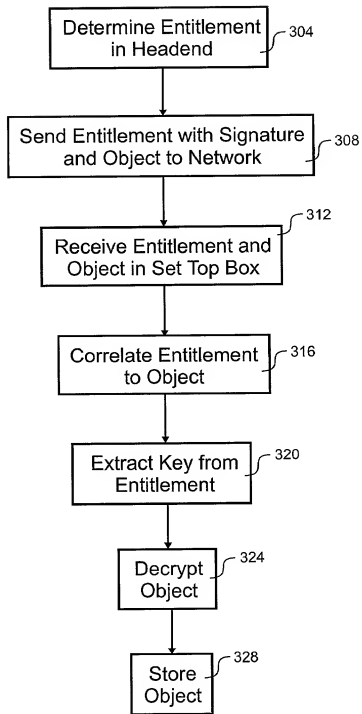 Determine Entitlement
in Headend
304
Send Entitlement with Signature
and Object to Network
308
312
Receive Entitlement and
Object in Set Top Box
Correlate Entitlement
to Object
316
Extract Key from
Entitlement
320
Decrypt
Object
324
Store
Object
328